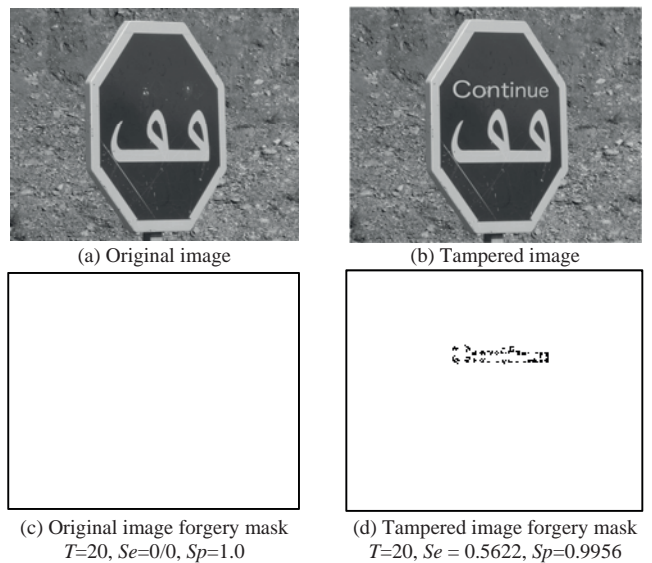 قف
Continue
قف
(a) Original image
(b) Tampered image
(c) Original image forgery mask
T=20, Se=0/0, Sp=1.0
(d) Tampered image forgery mask
T=20, Se = 0.5622, Sp=0.9956